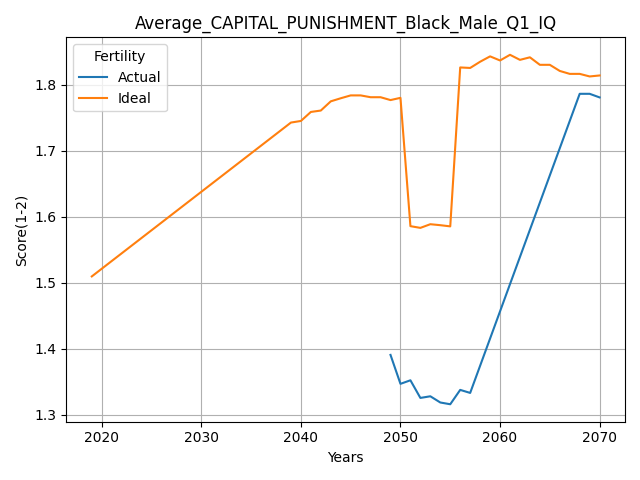 Average_CAPITAL_PUNISHMENT_Black_Male_Q1_IQ
Fertility
Actual
Ideal
Score(1-2)
1.8
1.7
1.6
1.5
1.4
1.3
2020 2030 2040 2050 2060 2070
Years